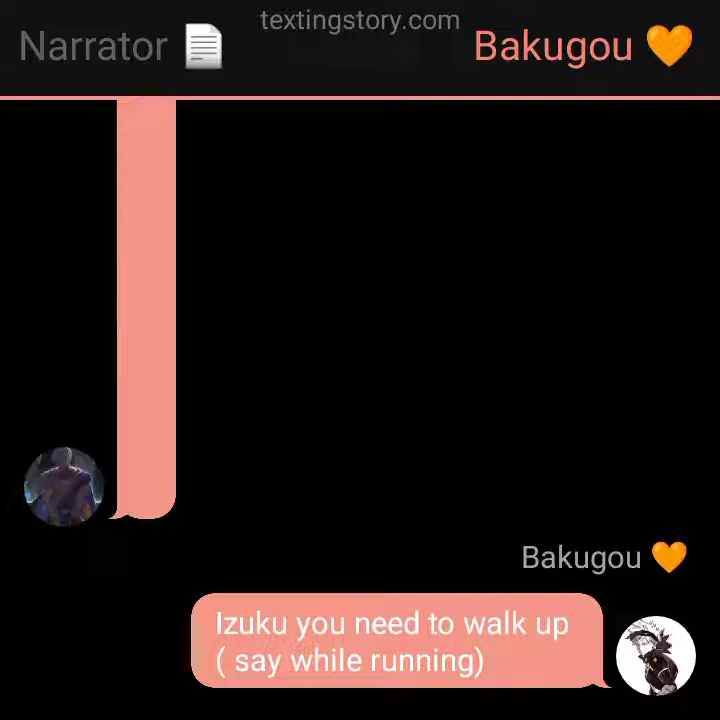 textingstory.com
Narrator 📄 Bakugou 🧡
Bakugou 🧡
Izuku you need to walk up
( say while running)